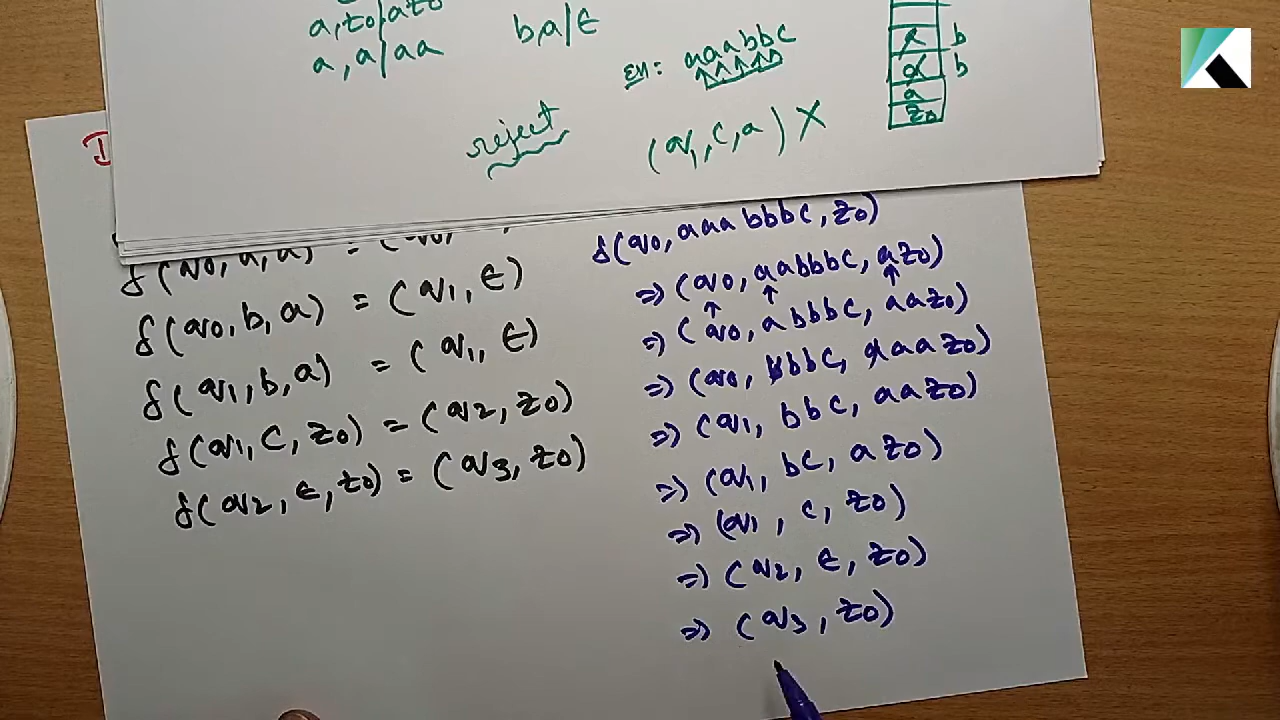 a, z0/az0
a, a/aa
b,a/ε
Ex: aaabbc
reject
(q1, c, a) X
a b
a b
a
z0
δ(q0, a, a) = (q0,
δ(q0, b, a) = (q1, ε)
δ(q1, b, a) = (q1, ε)
δ(q1, c, z0) = (q2, z0)
δ(q2, ε, z0) = (q3, z0)
δ(q0, aaabbbc, z0)
=> (q0, aabbbc, az0)
=> (q0, abbbc, aaz0)
=> (q0, bbbc, aaaz0)
=> (q1, bbc, aaz0)
=> (q1, bc, az0)
=> (q1, c, z0)
=> (q2, ε, z0)
=> (q3, z0)